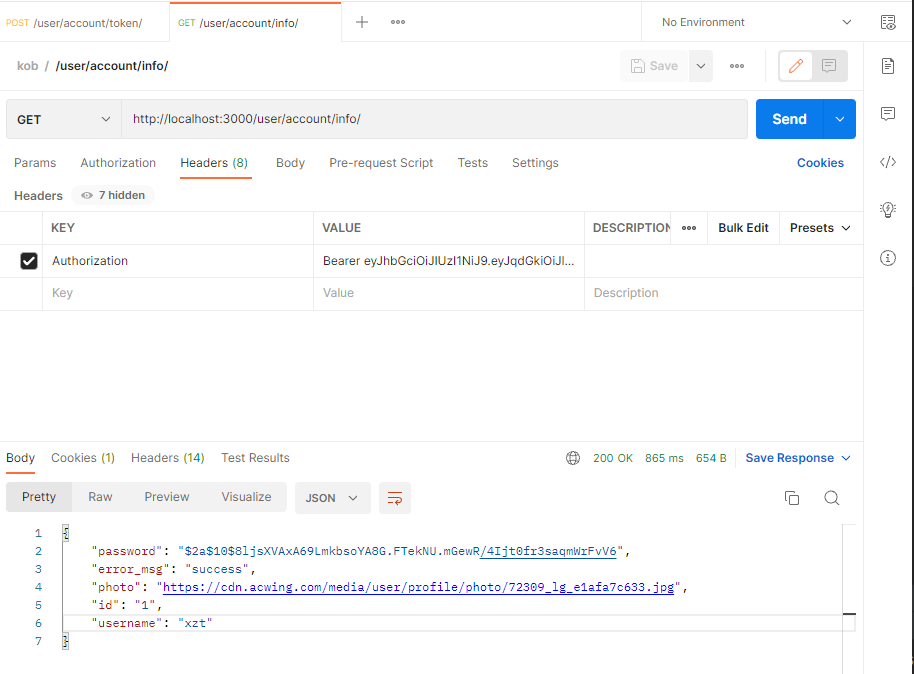 POST /user/account/token/ GET /user/account/info/ No Environment
kob / /user/account/info/ Save
GET http://localhost:3000/user/account/info/ Send
Params Authorization Headers (8) Body Pre-request Script Tests Settings Cookies
Headers 7 hidden
KEY VALUE DESCRIPTION Bulk Edit Presets
Authorization Bearer eyJhbGciOiJIUzI1NiJ9.eyJqdGkiOiJI...
Key Value Description
Body Cookies (1) Headers (14) Test Results 200 OK 865 ms 654 B Save Response
Pretty Raw Preview Visualize JSON
1 {
2 "password": "$2a$10$8ljsXVAxA69LmkbsoYA8G.FTekNU.mGewR/4Ijt0fr3saqmWrFvV6",
3 "error_msg": "success",
4 "photo": "https://cdn.acwing.com/media/user/profile/photo/72309_lg_e1afa7c633.jpg",
5 "id": "1",
6 "username": "xzt"
7 }